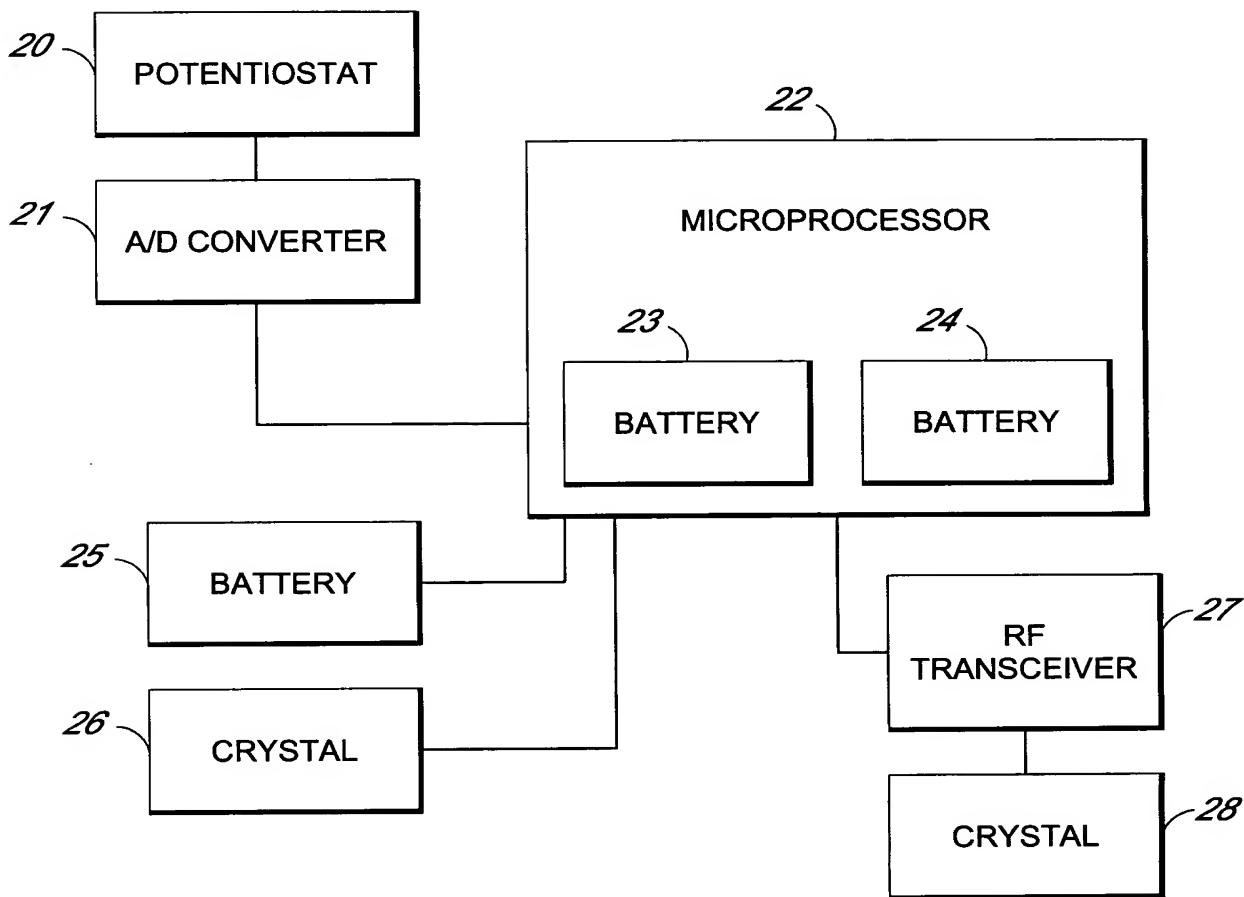 20
POTENTIOSTAT
21
A/D CONVERTER
22
MICROPROCESSOR
23
BATTERY
24
BATTERY
25
BATTERY
26
CRYSTAL
27
RF
TRANSCEIVER
28
CRYSTAL